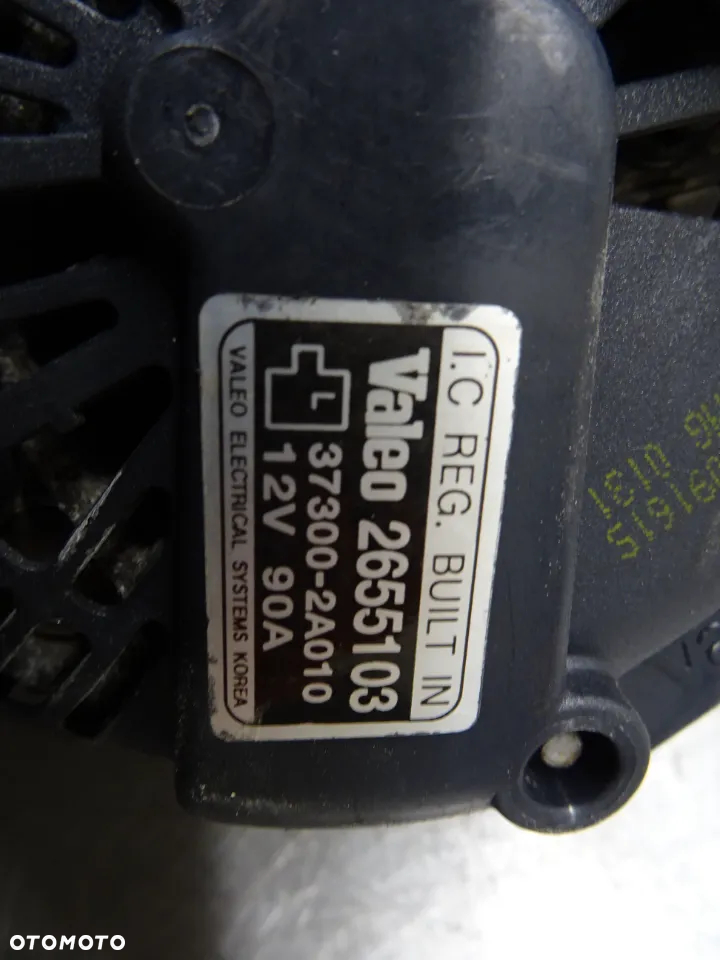 I.C REG. BUILT IN
Valeo 2655103
L 37300-2A010
12V 90A
VALEO ELECTRICAL SYSTEMS KOREA
OTOMOTO